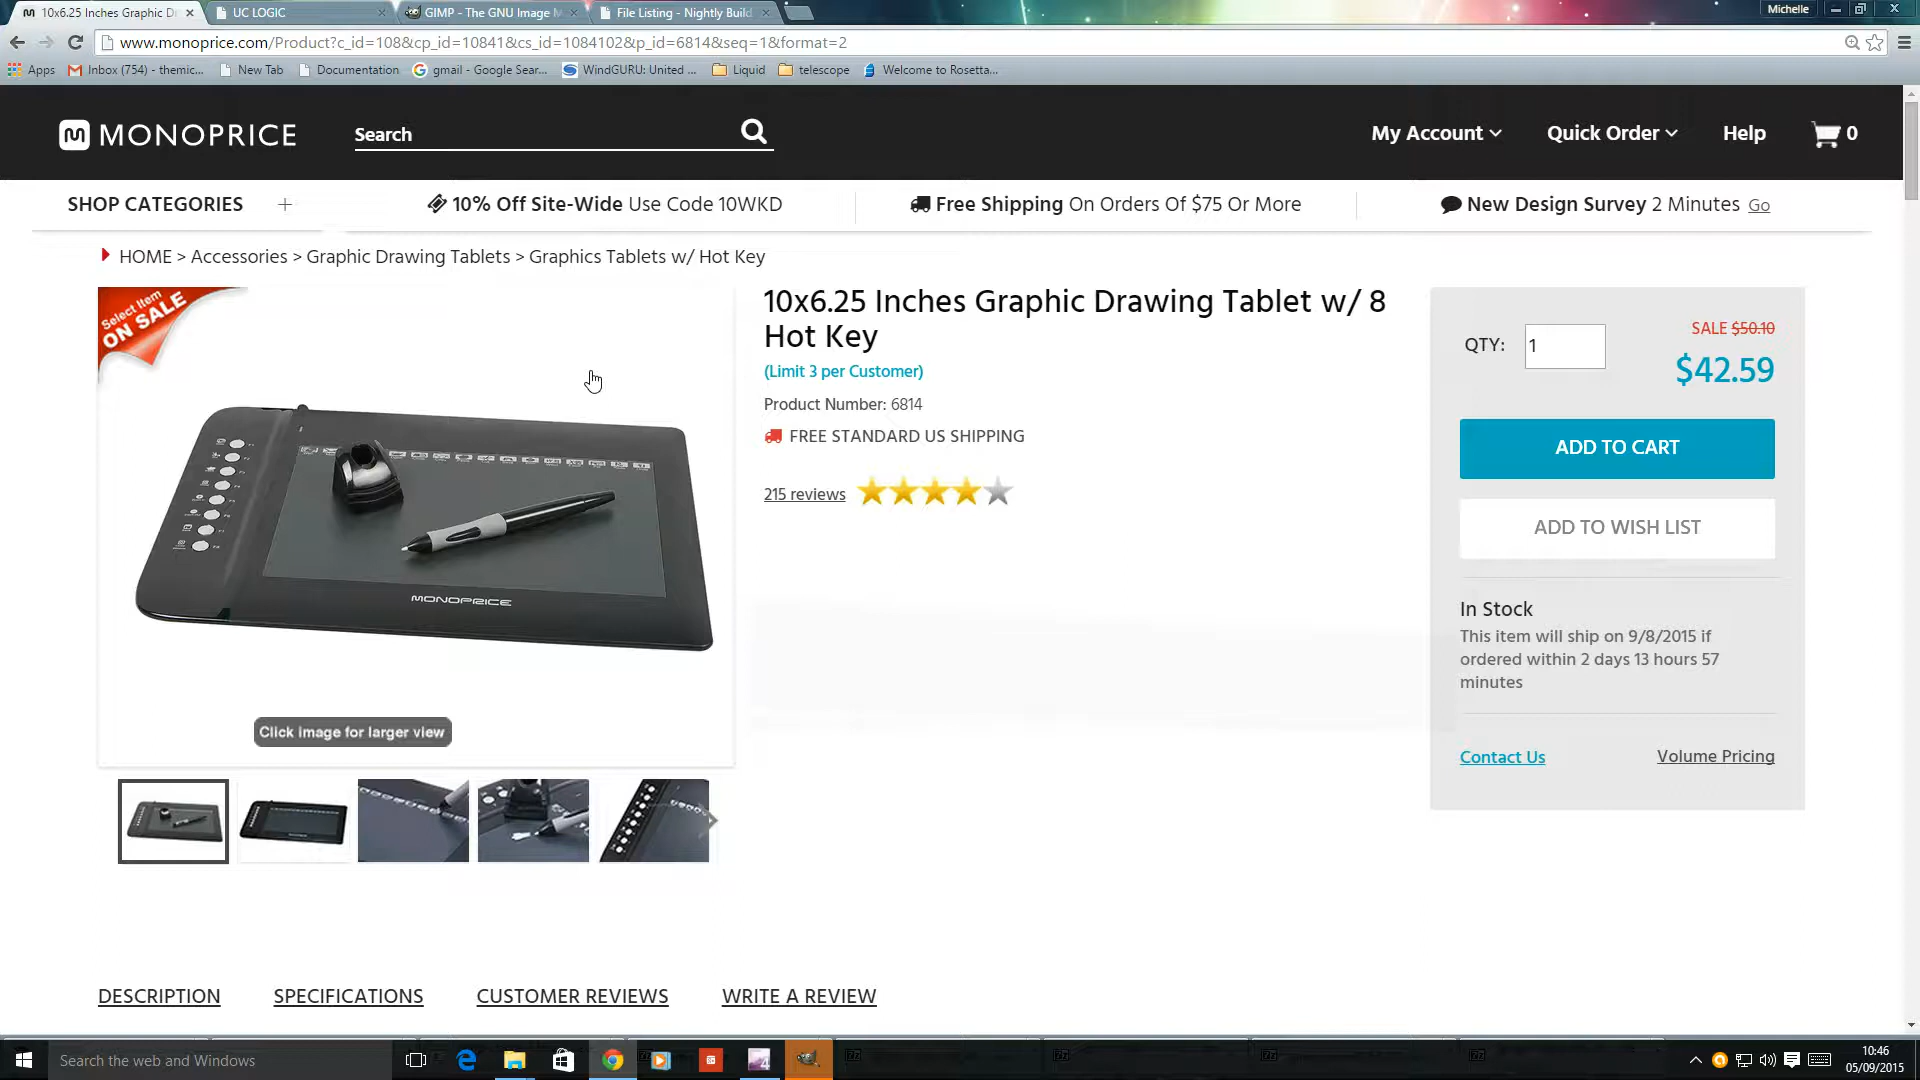 10x6.25 Inches Graphic Dr
UC LOGIC
GIMP - The GNU Image M
File Listing - Nightly Build
Michelle
www.monoprice.com/Product?c_id=108&cp_id=10841&cs_id=1084102&p_id=6814&seq=1&format=2
Apps
Inbox (754) - themic...
New Tab
Documentation
gmail - Google Sear...
WindGURU: United ...
Liquid
telescope
Welcome to Rosetta...
MONOPRICE
Search
My Account
Quick Order
Help
0
SHOP CATEGORIES +
10% Off Site-Wide Use Code 10WKD
Free Shipping On Orders Of $75 Or More
New Design Survey 2 Minutes Go
HOME > Accessories > Graphic Drawing Tablets > Graphics Tablets w/ Hot Key
Select Item
ON SALE
MONOPRICE
Click image for larger view
10x6.25 Inches Graphic Drawing Tablet w/ 8
Hot Key
(Limit 3 per Customer)
Product Number: 6814
FREE STANDARD US SHIPPING
215 reviews
QTY: 1
SALE $50.10
$42.59
ADD TO CART
ADD TO WISH LIST
In Stock
This item will ship on 9/8/2015 if
ordered within 2 days 13 hours 57
minutes
Contact Us
Volume Pricing
DESCRIPTION
SPECIFICATIONS
CUSTOMER REVIEWS
WRITE A REVIEW
Search the web and Windows
10:46
05/09/2015